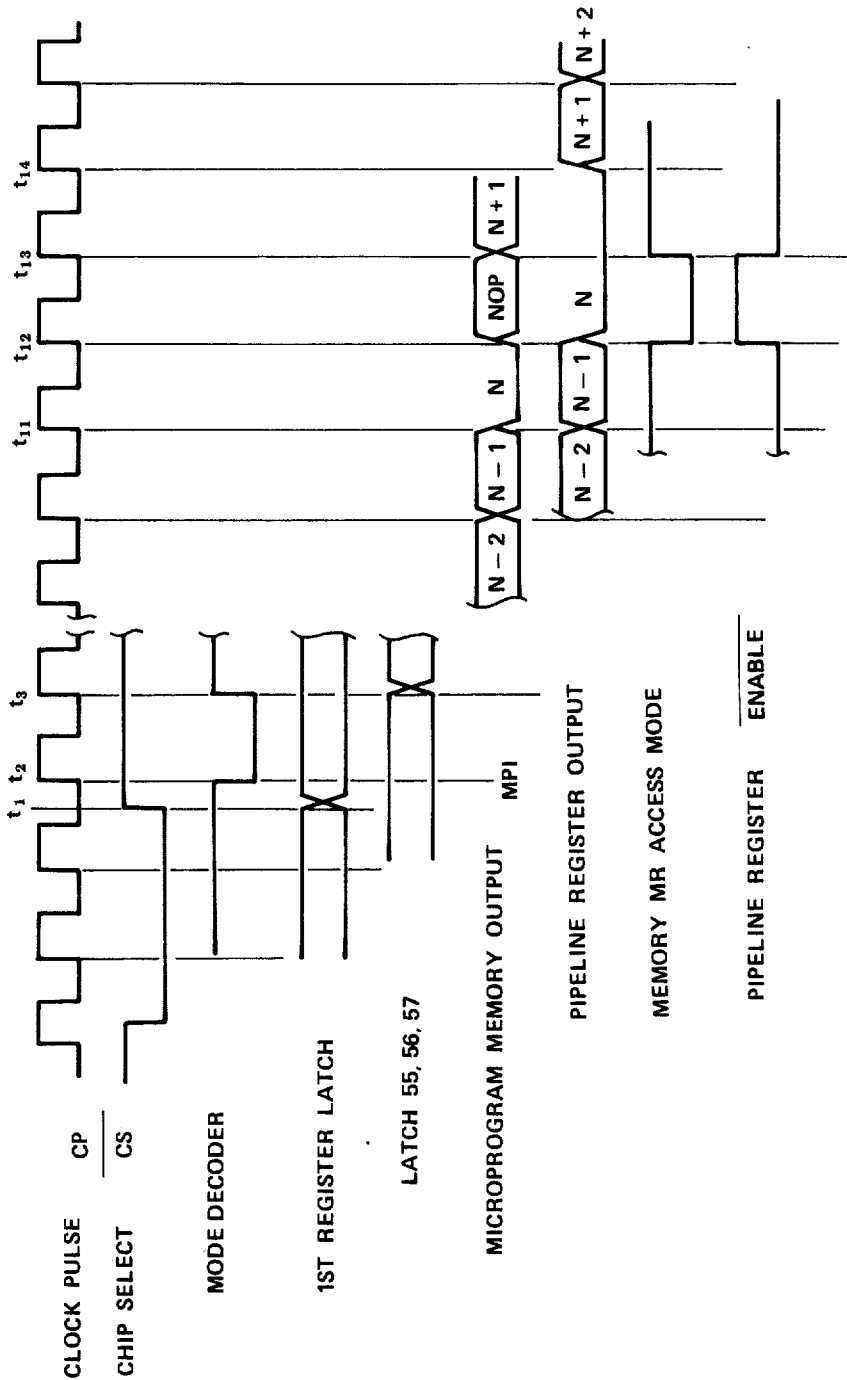 t₁ t₂ t₃ t₁₁ t₁₂ t₁₃ t₁₄
CLOCK PULSE CP
CHIP SELECT CS
MODE DECODER
1ST REGISTER LATCH
LATCH 55, 56, 57
MICROPROGRAM MEMORY OUTPUT MPI N – 2 N – 1 N NOP N + 1
PIPELINE REGISTER OUTPUT N – 2 N – 1 N N + 1 N + 2
MEMORY MR ACCESS MODE
PIPELINE REGISTER ENABLE